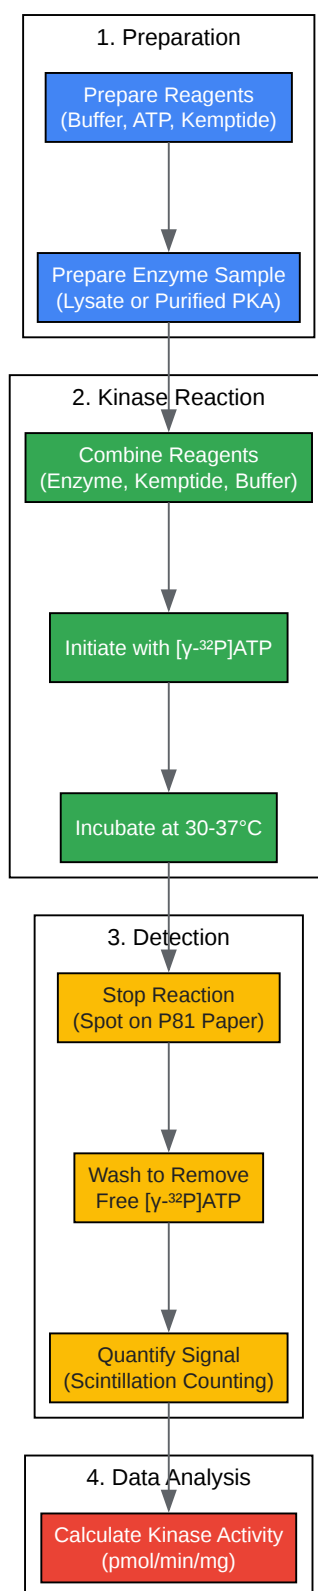 1. Preparation
Prepare Reagents
(Buffer, ATP, Kemptide)
Prepare Enzyme Sample
(Lysate or Purified PKA)
2. Kinase Reaction
Combine Reagents
(Enzyme, Kemptide, Buffer)
Initiate with [γ-³²P]ATP
Incubate at 30-37°C
3. Detection
Stop Reaction
(Spot on P81 Paper)
Wash to Remove
Free [γ-³²P]ATP
Quantify Signal
(Scintillation Counting)
4. Data Analysis
Calculate Kinase Activity
(pmol/min/mg)